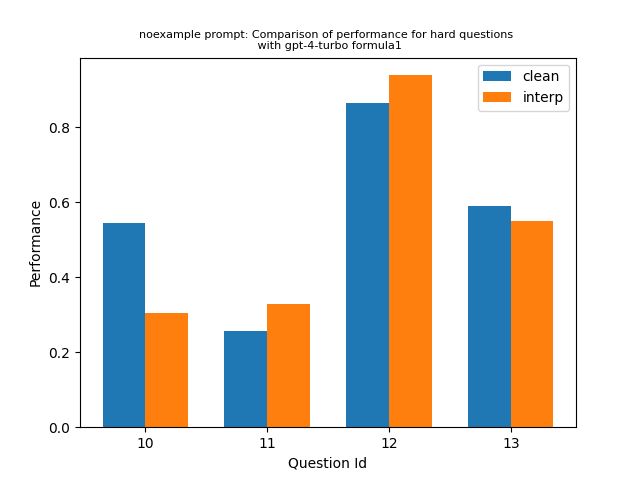 noexample prompt: Comparison of performance for hard questions
with gpt-4-turbo formula1
clean
interp
Performance
0.8
0.6
0.4
0.2
0.0
10 11 12 13
Question Id